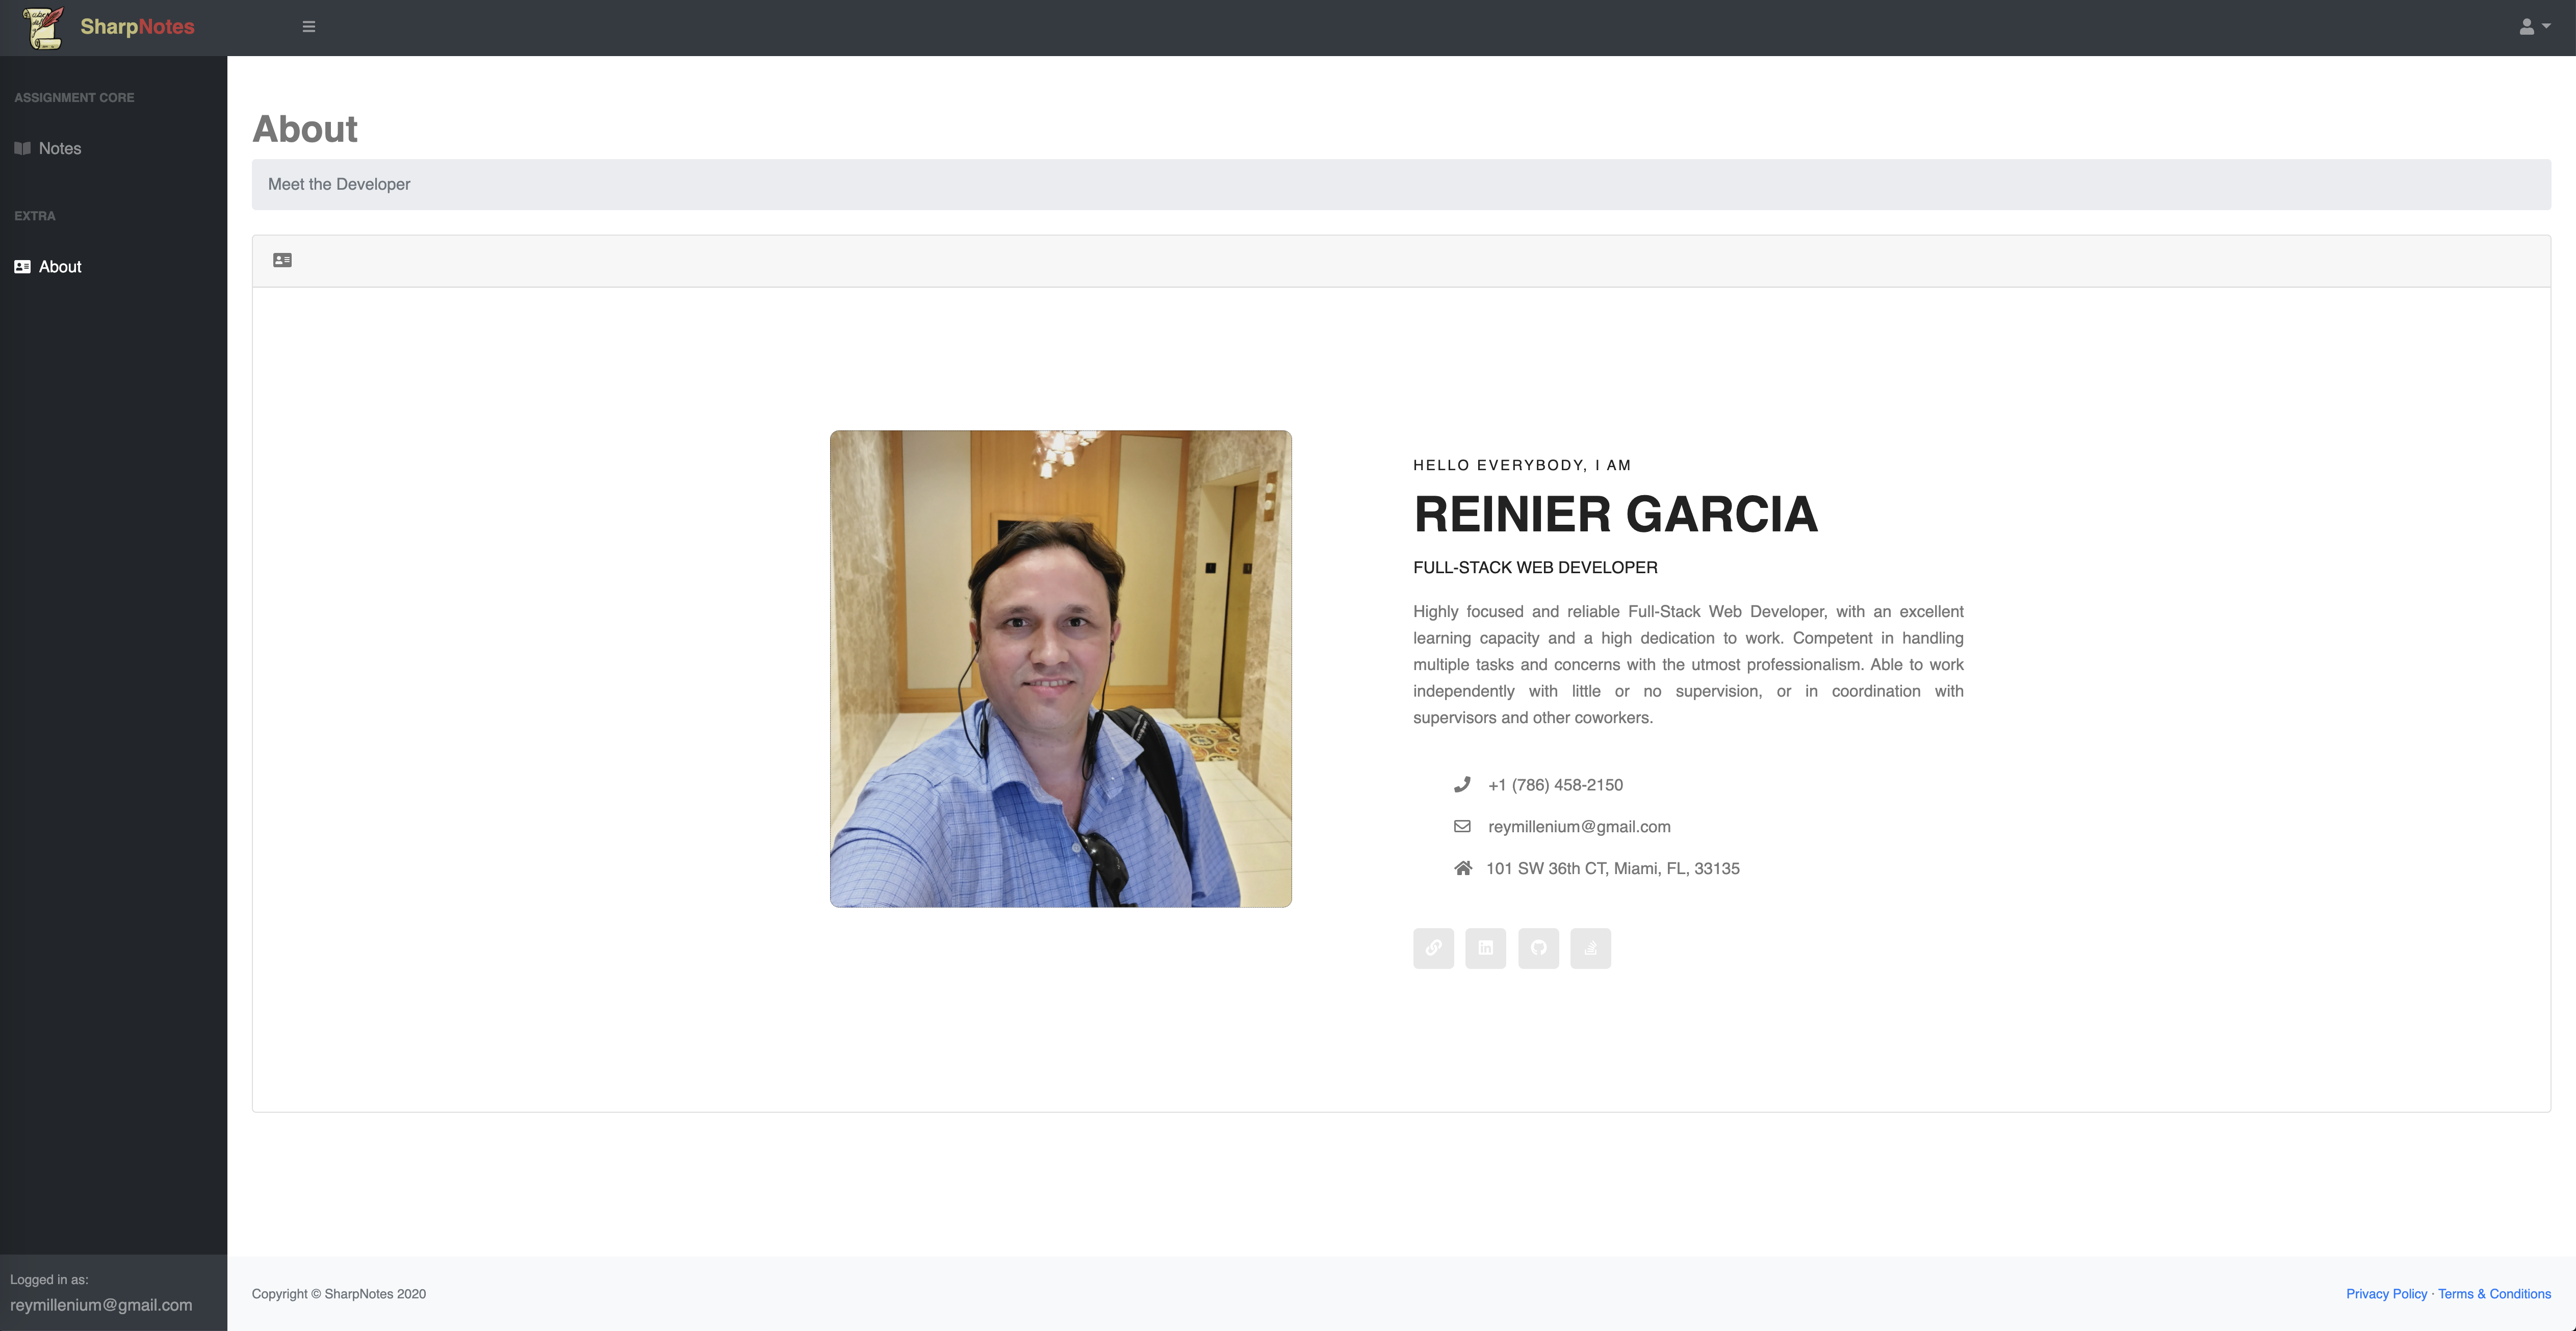 SharpNotes
ASSIGNMENT CORE
Notes
EXTRA
About
About
Meet the Developer
HELLO EVERYBODY, I AM
REINIER GARCIA
FULL-STACK WEB DEVELOPER
Highly focused and reliable Full-Stack Web Developer, with an excellent
learning capacity and a high dedication to work. Competent in handling
multiple tasks and concerns with the utmost professionalism. Able to work
independently with little or no supervision, or in coordination with
supervisors and other coworkers.
+1 (786) 458-2150
reymillenium@gmail.com
101 SW 36th CT, Miami, FL, 33135
Logged in as:
reymillenium@gmail.com
Copyright © SharpNotes 2020
Privacy Policy · Terms & Conditions